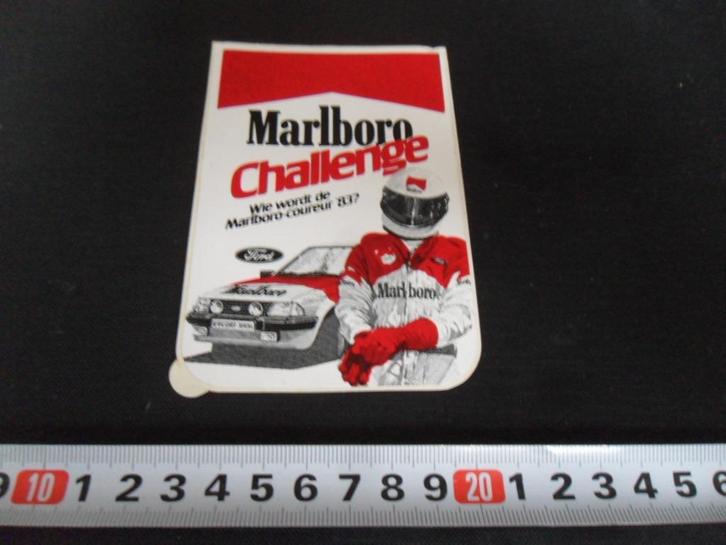 Marlboro
Challenge
Wie wordt de
Marlboro-coureur '83?
Ford
Marlboro
Marlboro
10 1 2 3 4 5 6 7 8 9 20 1 2 3 4 5 6